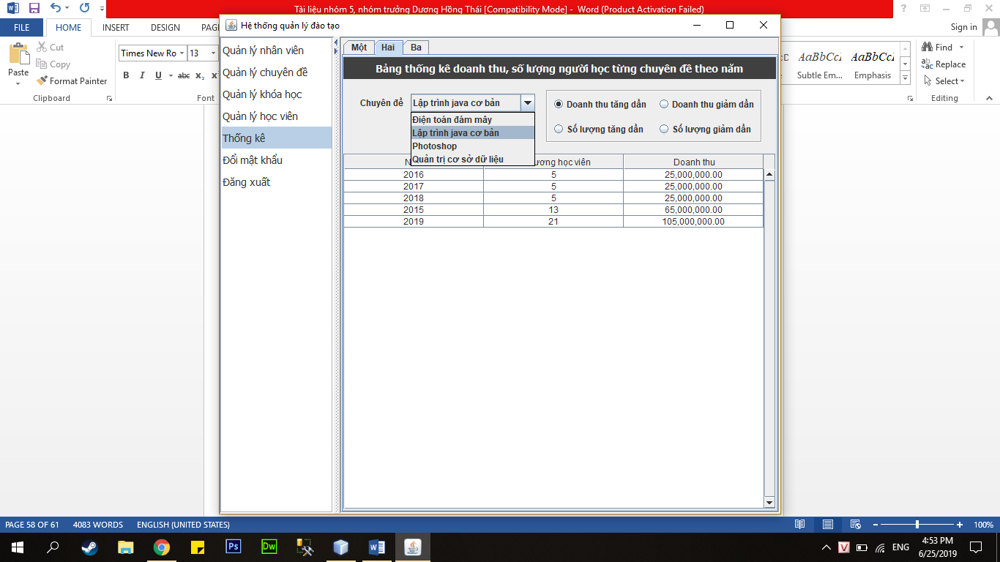 Tài liệu nhóm 5, nhóm trưởng Dương Hồng Thái [Compatibility Mode] - Word (Product Activation Failed)
FILE HOME INSERT DESIGN Sign in
Cut
Copy
Format Painter
Paste
Clipboard
Times New Ro 13
B I U abc x₂ x
Font
AaBbCcI AaBbCcI
Subtle Em... Emphasis
Find
Replace
Select
Editing
Hệ thống quản lý đào tạo
Quản lý nhân viên
Quản lý chuyên đề
Quản lý khóa học
Quản lý học viên
Thống kê
Đổi mật khẩu
Đăng xuất
Một Hai Ba
Bảng thống kê doanh thu, số lượng người học từng chuyên đề theo năm
Chuyên đề Lập trình java cơ bản
Điện toán đám mây
Lập trình java cơ bản
Photoshop
Quản trị cơ sở dữ liệu
Doanh thu tăng dần Doanh thu giảm dần
Số lượng tăng dần Số lượng giảm dần
học viên Doanh thu
2016 5 25,000,000.00
2017 5 25,000,000.00
2018 5 25,000,000.00
2015 13 65,000,000.00
2019 21 105,000,000.00
PAGE 58 OF 61 4083 WORDS ENGLISH (UNITED STATES) 100%
Ps Dw
ENG
4:53 PM
6/25/2019